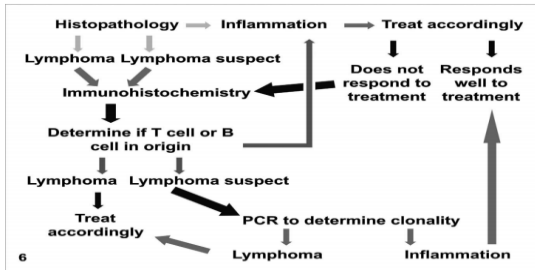 Histopathology Inflammation Treat accordingly
Lymphoma Lymphoma suspect
Does not respond to treatment
Responds well to treatment
Immunohistochemistry
Determine if T cell or B
cell in origin
Lymphoma Lymphoma suspect
Treat
accordingly
PCR to determine clonality
Lymphoma Inflammation
6